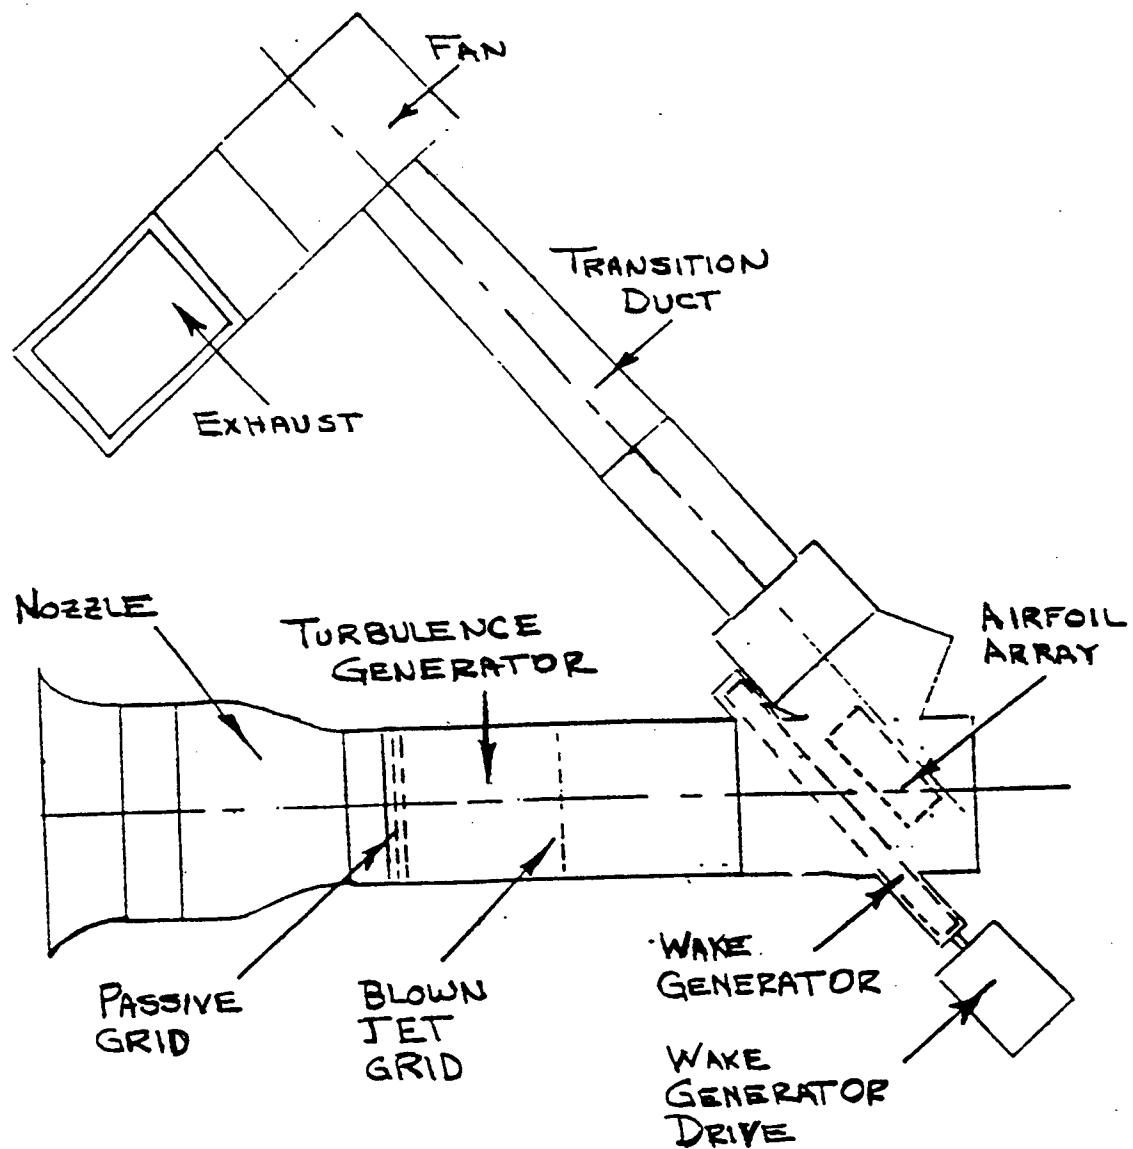 FAN
TRANSITION
DUCT
EXHAUST
NOZZLE
TURBULENCE
GENERATOR
AIRFOIL
ARRAY
PASSIVE
GRID
BLOWN
JET
GRID
WAKE
GENERATOR
WAKE
GENERATOR
DRIVE